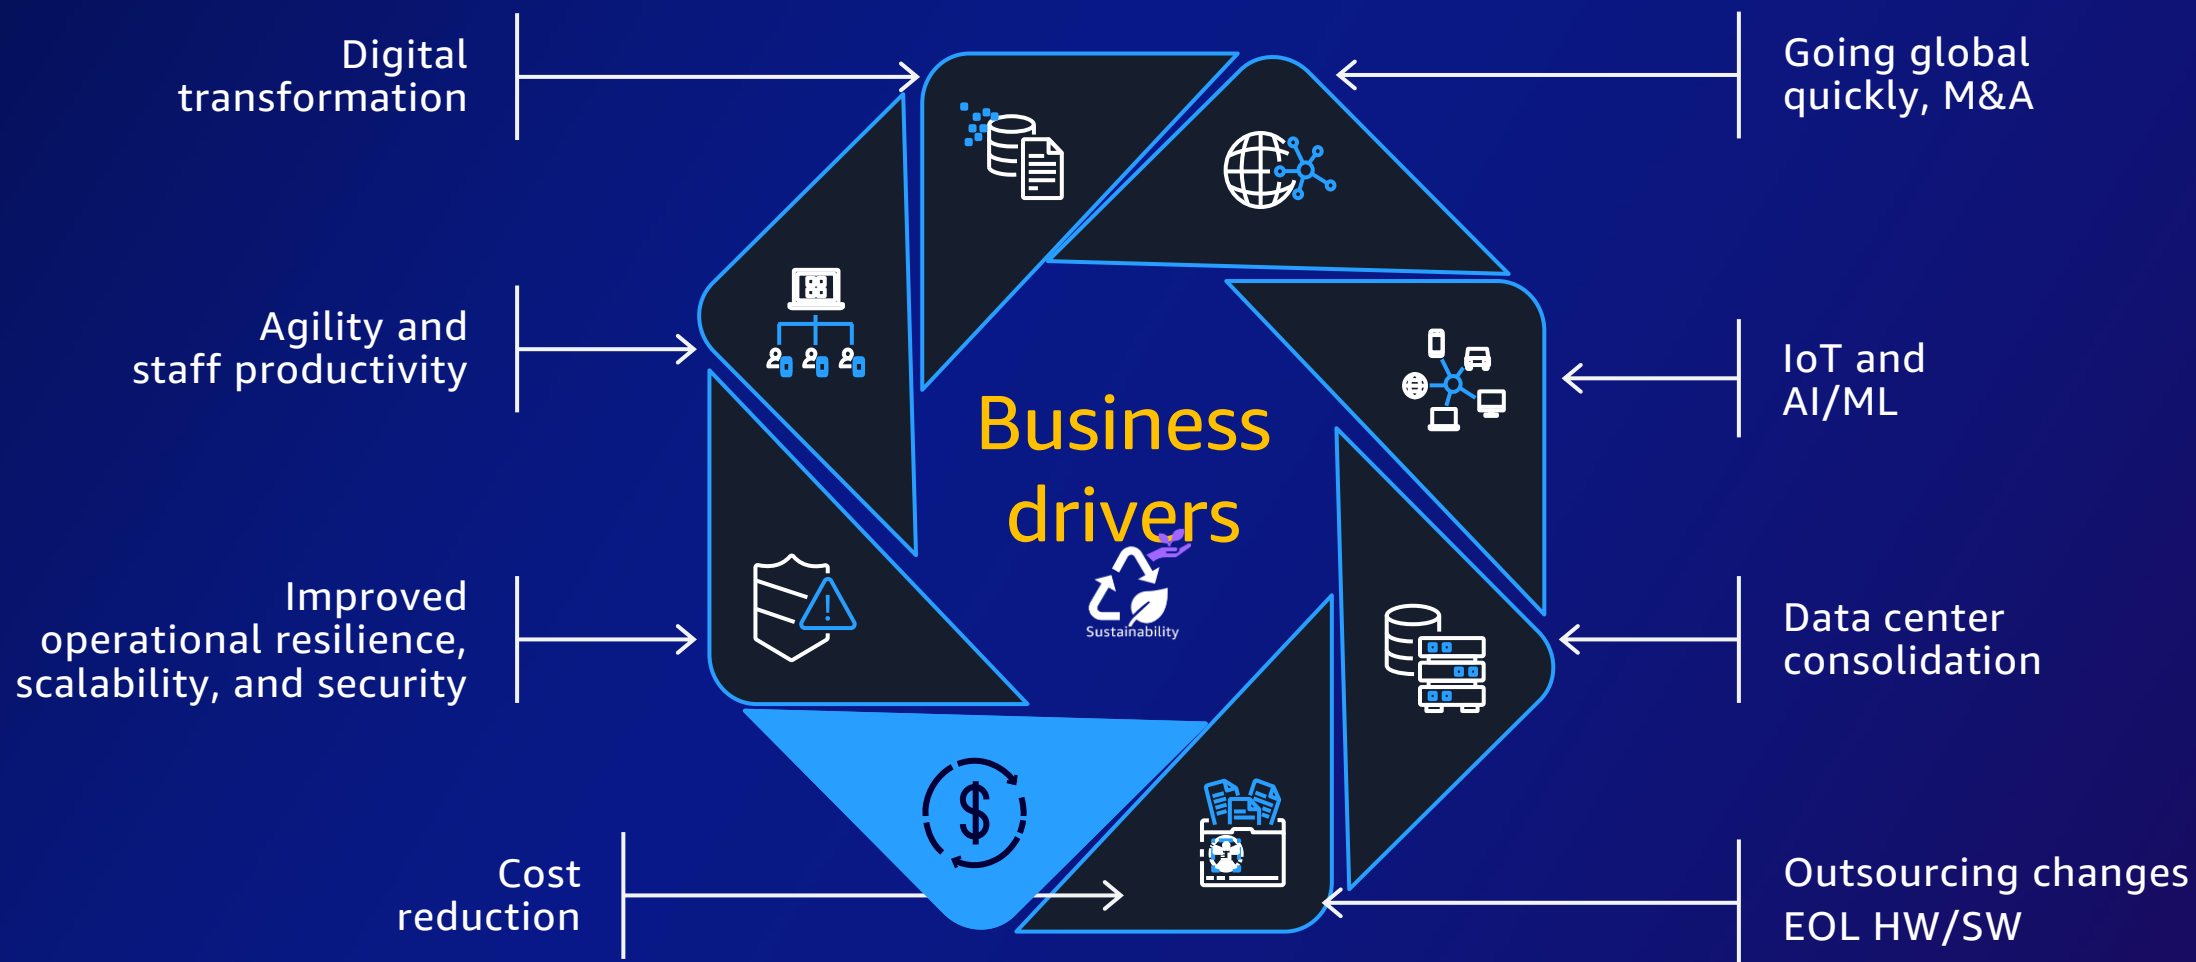 Digital
transformation
Agility and
staff productivity
Improved
operational resilience,
scalability, and security
Cost
reduction
Business
drivers
Sustainability
Going global
quickly, M&A
IoT and
AI/ML
Data center
consolidation
Outsourcing changes
EOL HW/SW